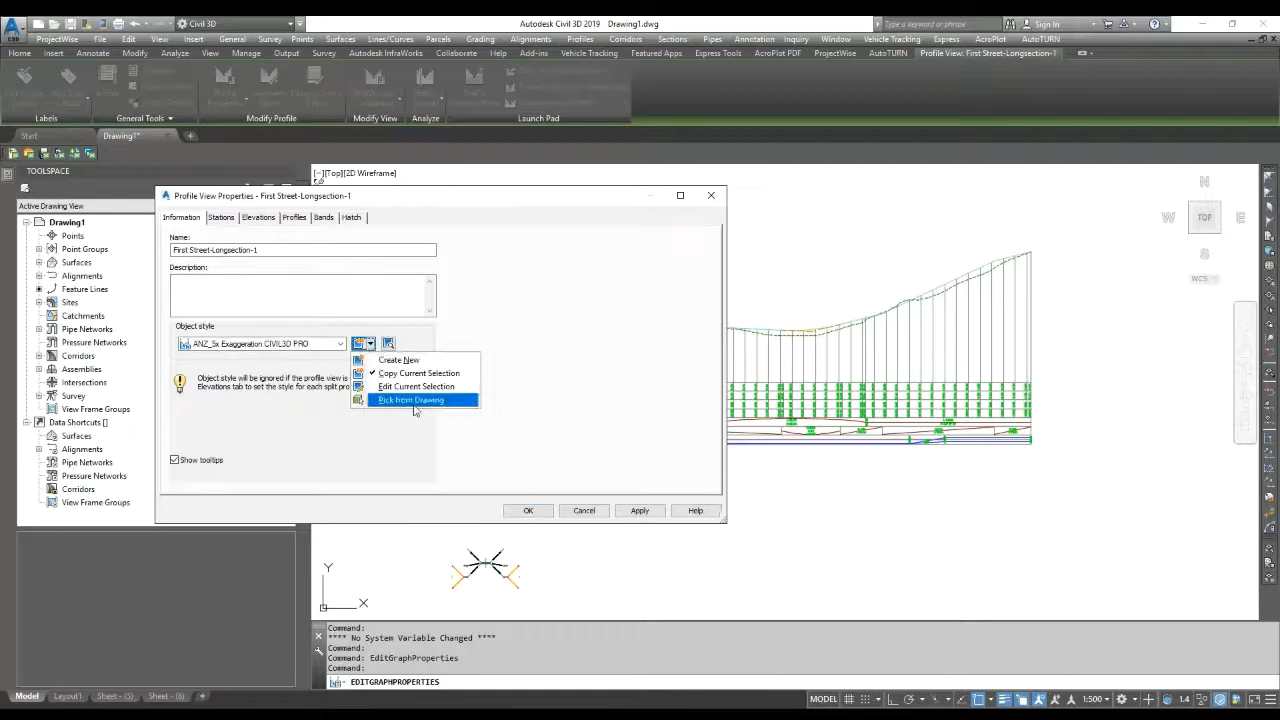 Civil 3D
Autodesk Civil 3D 2019 Drawing1.dwg
Type a keyword or phrase
Sign In
C3D
ProjectWise File Edit View Insert General Survey Points Surfaces Lines/Curves Parcels Grading Alignments Profiles Corridors Sections Pipes Annotation Inquiry Window Vehicle Tracking Express AcroPlot AutoTURN
Home Insert Annotate Modify Analyze View Manage Output Survey Autodesk InfraWorks Collaborate Help Add-ins Vehicle Tracking Featured Apps Express Tools AcroPlot PDF ProjectWise AutoTURN Profile View: First Street-Longsection-1
Labels General Tools Modify Profile Modify View Analyze Launch Pad
Start Drawing1*
TOOLSPACE
[−][Top][2D Wireframe]
Active Drawing View
Drawing1
Points
Point Groups
Surfaces
Alignments
Feature Lines
Sites
Catchments
Pipe Networks
Pressure Networks
Corridors
Assemblies
Intersections
Survey
View Frame Groups
Data Shortcuts []
Surfaces
Alignments
Pipe Networks
Pressure Networks
Corridors
View Frame Groups
Profile View Properties - First Street-Longsection-1
Information Stations Elevations Profiles Bands Hatch
Name:
First Street-Longsection-1
Description:
Object style
ANZ_5x Exaggeration CIVIL3D PRO
Create New
Copy Current Selection
Edit Current Selection
Pick From Drawing
Object style will be ignored if the profile view is
Elevations tab to set the style for each split pro
Show tooltips
OK Cancel Apply Help
N
W TOP E
S
WCS
Y
X
Command:
**** No System Variable Changed ****
Command:
Command: EditGraphProperties
Command:
EDITGRAPHPROPERTIES
Model Layout1 Sheet - (5) Sheet - (6) +
MODEL 1:500 1.4